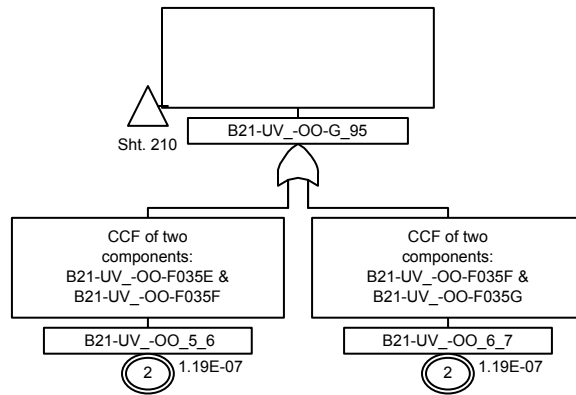 Sht. 210
B21-UV_-OO-G_95
CCF of two
components:
B21-UV_-OO-F035E &
B21-UV_-OO-F035F
B21-UV_-OO_5_6
2
1.19E-07
CCF of two
components:
B21-UV_-OO-F035F &
B21-UV_-OO-F035G
B21-UV_-OO_6_7
2
1.19E-07